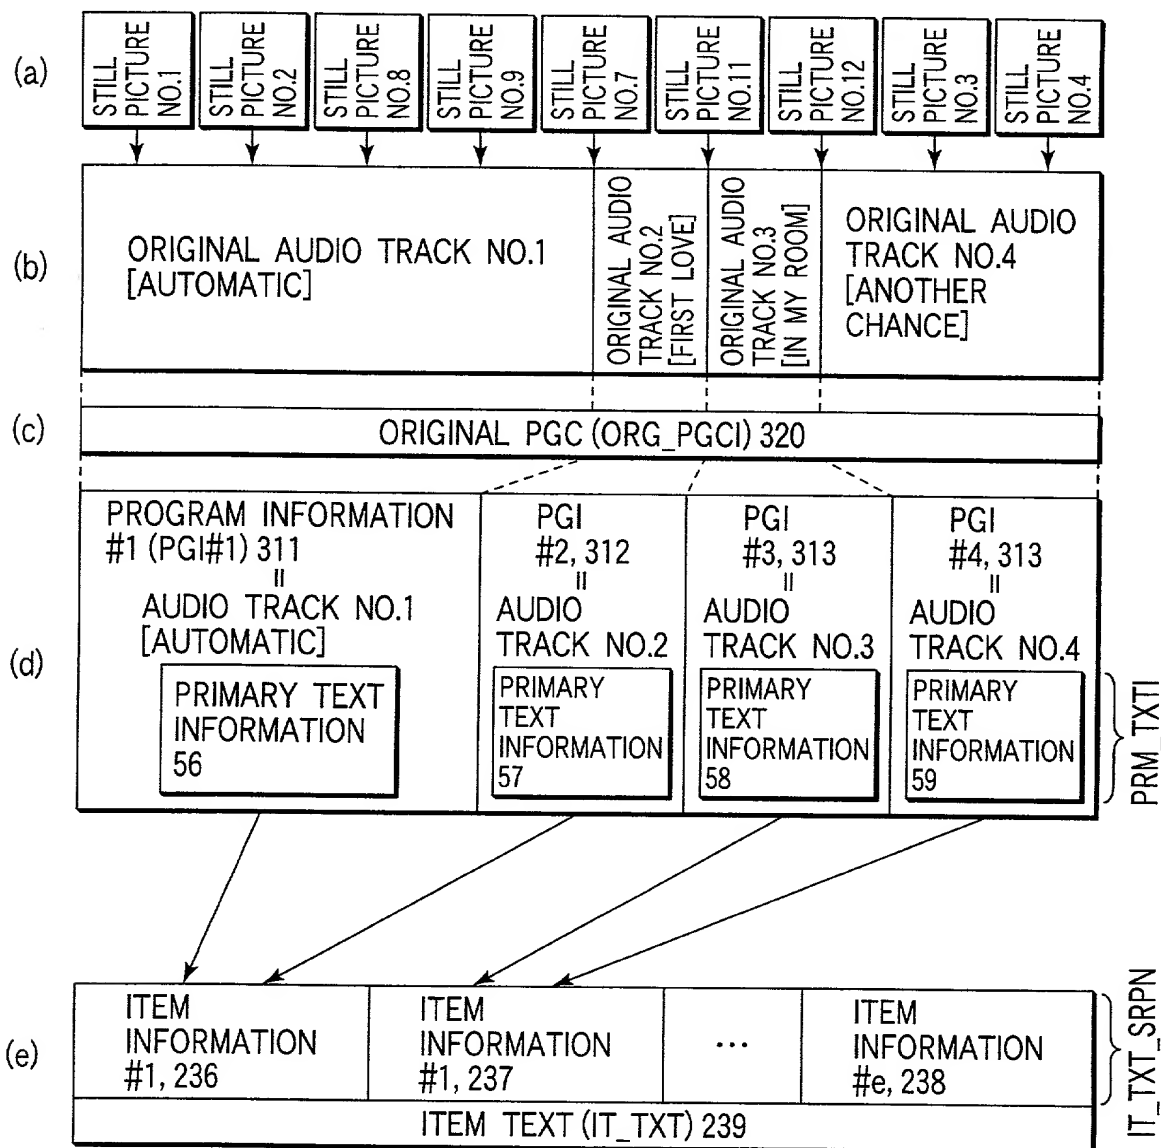 (a)
STILL
PICTURE
NO.1
STILL
PICTURE
NO.2
STILL
PICTURE
NO.8
STILL
PICTURE
NO.9
STILL
PICTURE
NO.7
STILL
PICTURE
NO.11
STILL
PICTURE
NO.12
STILL
PICTURE
NO.3
STILL
PICTURE
NO.4
(b)
ORIGINAL AUDIO TRACK NO.1
[AUTOMATIC]
ORIGINAL AUDIO
TRACK NO.2
[FIRST LOVE]
ORIGINAL AUDIO
TRACK NO.3
[IN MY ROOM]
ORIGINAL AUDIO
TRACK NO.4
[ANOTHER
CHANCE]
(c)
ORIGINAL PGC (ORG_PGCI) 320
(d)
PROGRAM INFORMATION
#1 (PGI#1) 311
=
AUDIO TRACK NO.1
[AUTOMATIC]
PRIMARY TEXT
INFORMATION
56
PGI
#2, 312
=
AUDIO
TRACK NO.2
PRIMARY
TEXT
INFORMATION
57
PGI
#3, 313
=
AUDIO
TRACK NO.3
PRIMARY
TEXT
INFORMATION
58
PGI
#4, 313
=
AUDIO
TRACK NO.4
PRIMARY
TEXT
INFORMATION
59
PRM_TXTI
(e)
ITEM
INFORMATION
#1, 236
ITEM
INFORMATION
#1, 237
...
ITEM
INFORMATION
#e, 238
IT_TXT_SRPN
ITEM TEXT (IT_TXT) 239